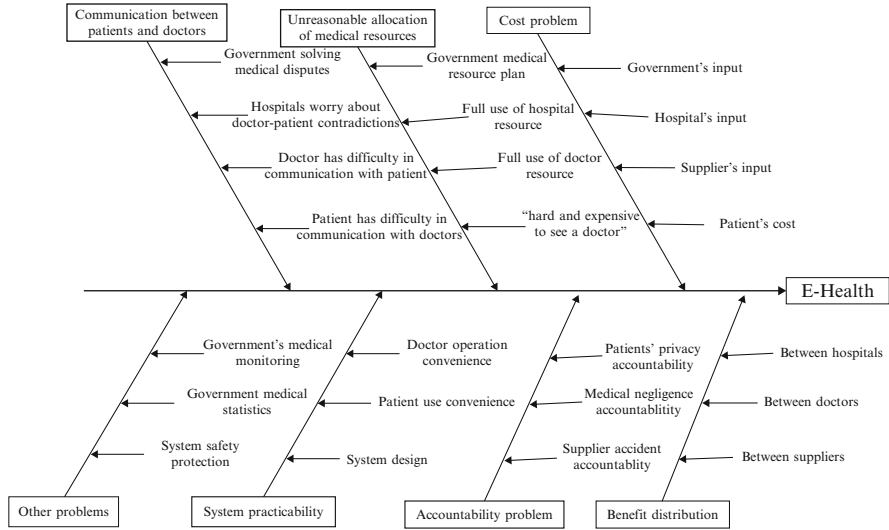 Communication between
patients and doctors
Unreasonable allocation
of medical resources
Cost problem
Government solving
medical disputes
Hospitals worry about
doctor-patient contradictions
Doctor has difficulty in
communication with patient
Patient has difficulty in
communication with doctors
Government medical
resource plan
Full use of hospital
resource
Full use of doctor
resource
“hard and expensive
to see a doctor”
Government’s input
Hospital’s input
Supplier’s input
Patient’s cost
E-Health
Government’s medical
monitoring
Government medical
statistics
System safety
protection
Doctor operation
convenience
Patient use convenience
System design
Patients’ privacy
accountability
Medical negligence
accountablitity
Supplier accident
accountablity
Between hospitals
Between doctors
Between suppliers
Other problems
System practicability
Accountability problem
Benefit distribution